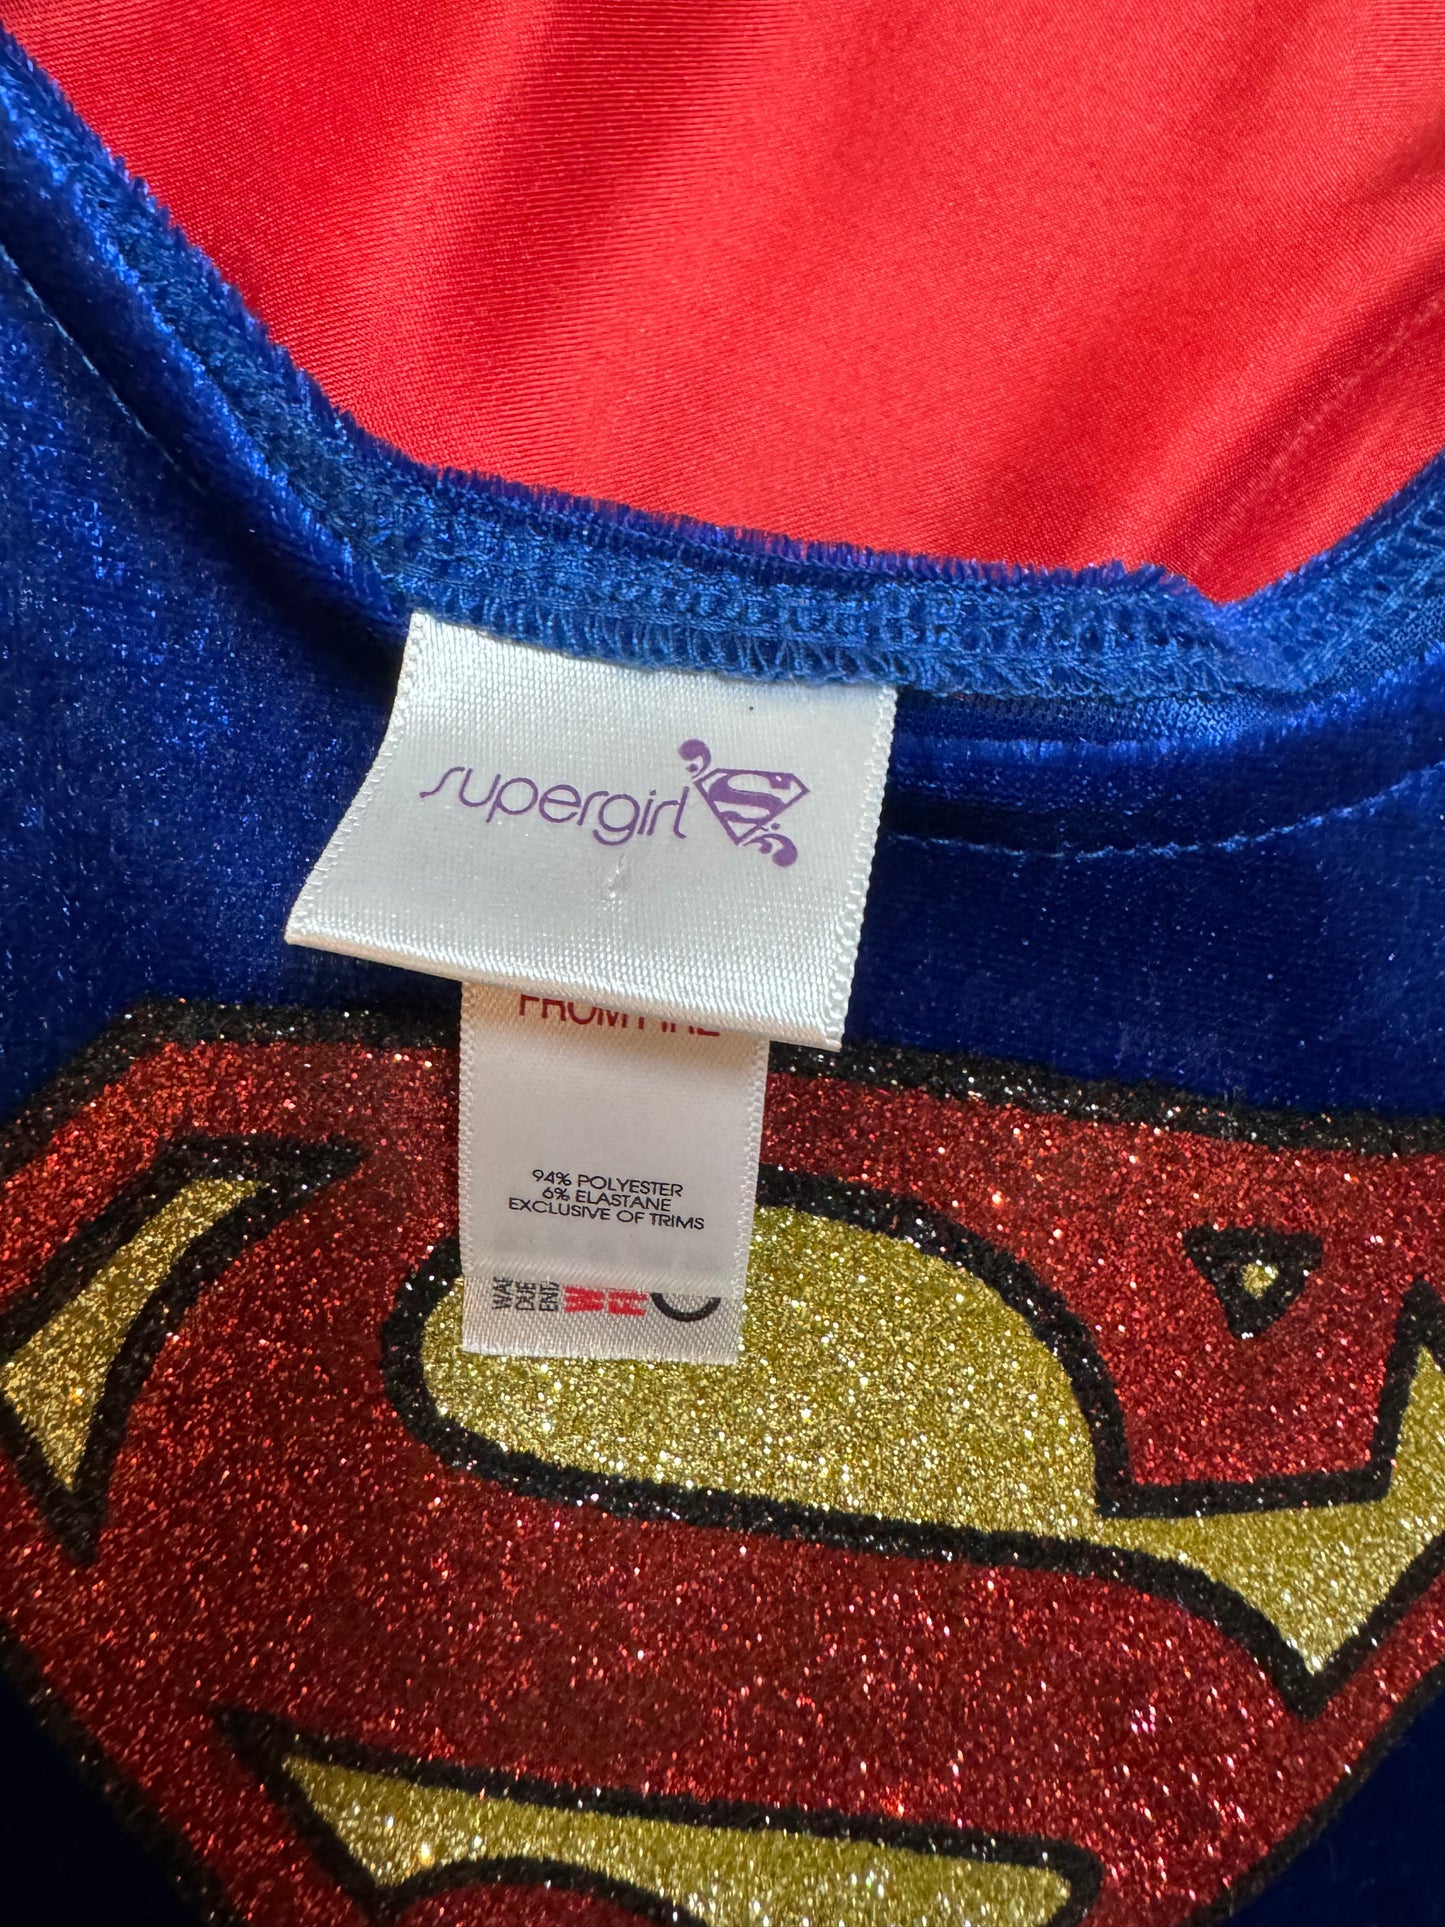 supergirl
FROM FIRE
94% POLYESTER
6% ELASTANE
EXCLUSIVE OF TRIMS